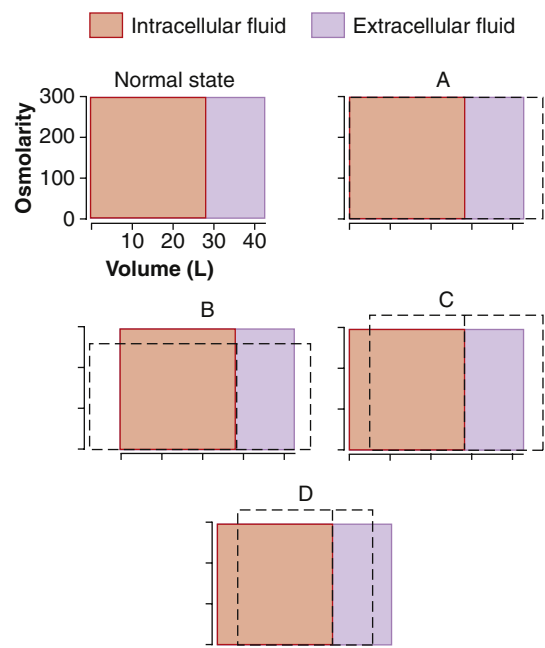 Intracellular fluid Extracellular fluid
Normal state
A
Osmolarity
300
200
100
0
10 20 30 40
Volume (L)
B
C
D